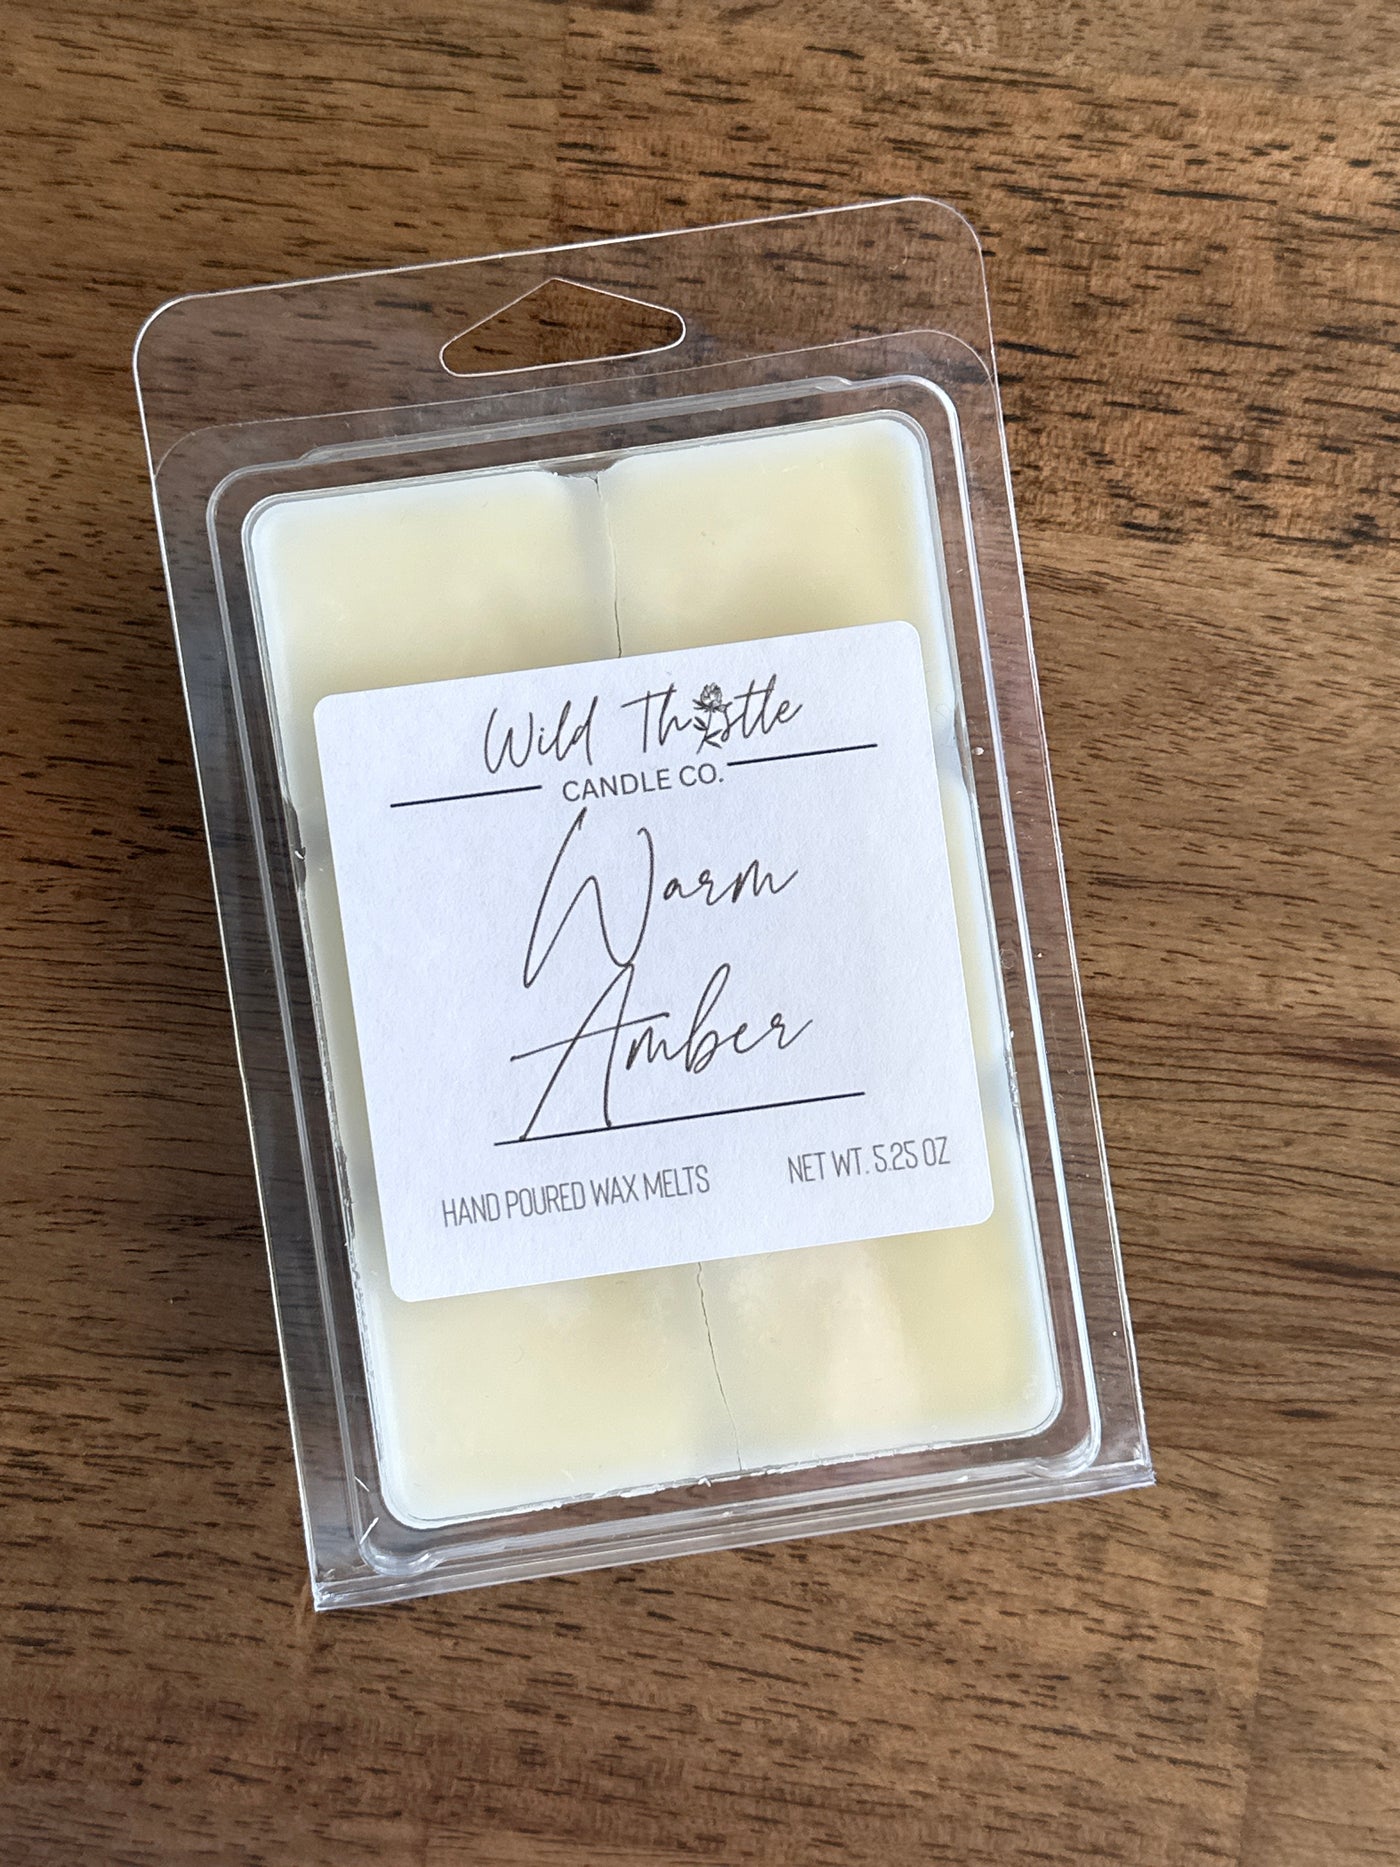 Wild Thistle
CANDLE CO.
Warm
Amber
HAND POURED WAX MELTS NET WT. 5.25 OZ